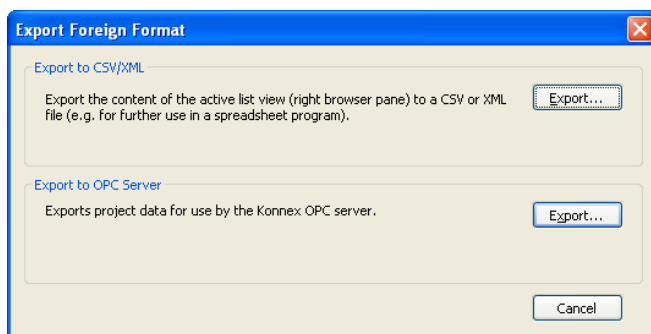 Export Foreign Format
Export to CSV/XML
Export the content of the active list view (right browser pane) to a CSV or XML
file (e.g. for further use in a spreadsheet program).
Export...
Export to OPC Server
Exports project data for use by the Konnex OPC server.
Export...
Cancel